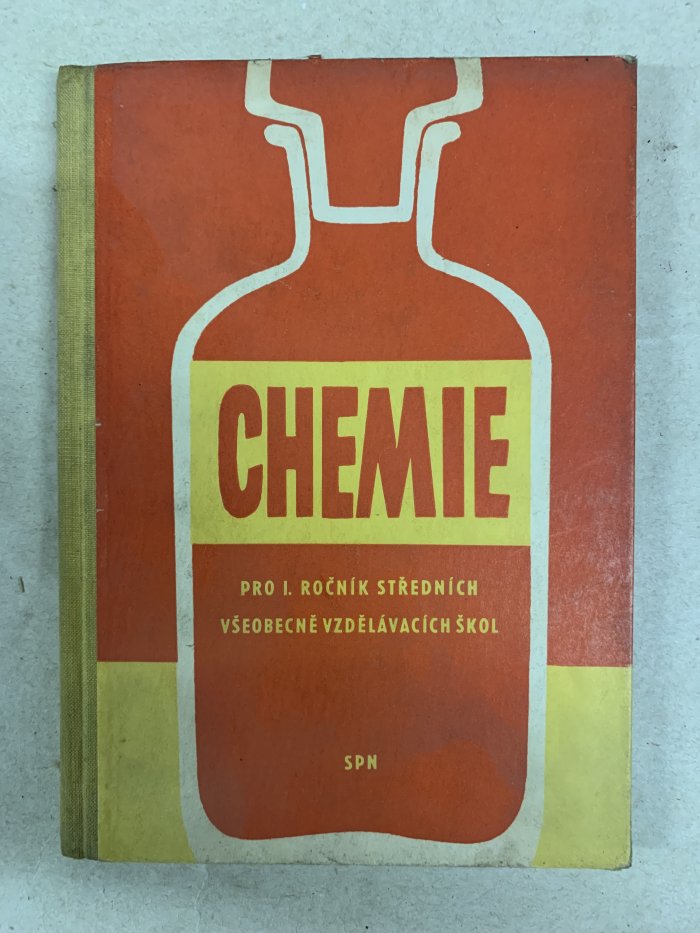 CHEMIE
PRO I. ROČNÍK STŘEDNÍCH
VŠEOBECNĚ VZDĚLÁVACÍCH ŠKOL
SPN